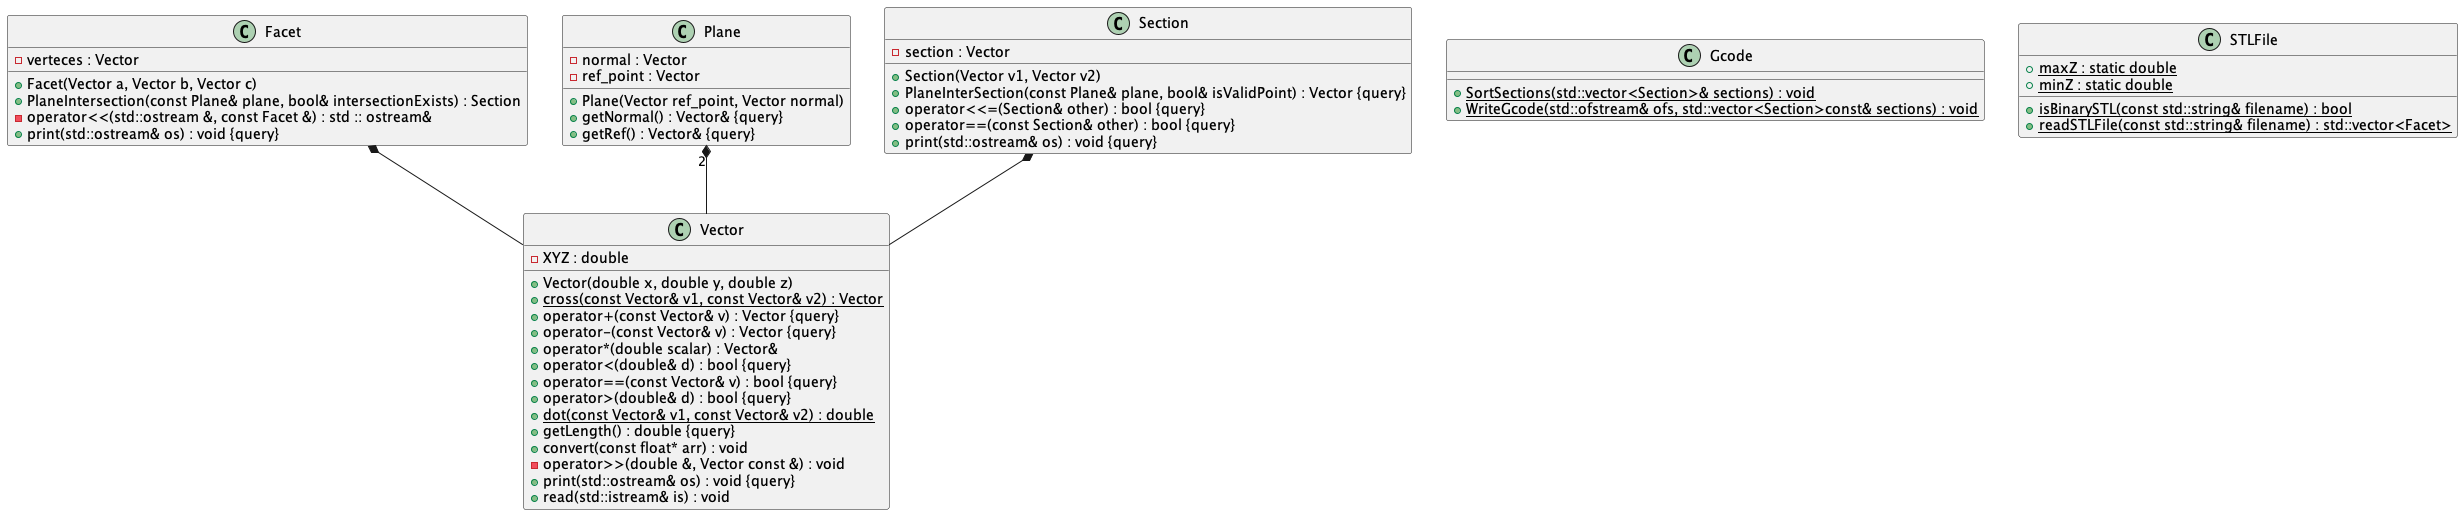 C Facet
verteces : Vector
Facet(Vector a, Vector b, Vector c)
PlaneIntersection(const Plane& plane, bool& intersectionExists) : Section
operator<<(std::ostream &, const Facet &) : std :: ostream&
print(std::ostream& os) : void {query}
C Plane
normal : Vector
ref_point : Vector
Plane(Vector ref_point, Vector normal)
getNormal() : Vector& {query}
getRef() : Vector& {query}
2
C Section
section : Vector
Section(Vector v1, Vector v2)
PlaneInterSection(const Plane& plane, bool& isValidPoint) : Vector {query}
operator<<=(Section& other) : bool {query}
operator==(const Section& other) : bool {query}
print(std::ostream& os) : void {query}
C Gcode
SortSections(std::vector<Section>& sections) : void
WriteGcode(std::ofstream& ofs, std::vector<Section>const& sections) : void
C STLFile
maxZ : static double
minZ : static double
isBinarySTL(const std::string& filename) : bool
readSTLFile(const std::string& filename) : std::vector<Facet>
C Vector
XYZ : double
Vector(double x, double y, double z)
cross(const Vector& v1, const Vector& v2) : Vector
operator+(const Vector& v) : Vector {query}
operator-(const Vector& v) : Vector {query}
operator*(double scalar) : Vector&
operator<(double& d) : bool {query}
operator==(const Vector& v) : bool {query}
operator>(double& d) : bool {query}
dot(const Vector& v1, const Vector& v2) : double
getLength() : double {query}
convert(const float* arr) : void
operator>>(double &, Vector const &) : void
print(std::ostream& os) : void {query}
read(std::istream& is) : void